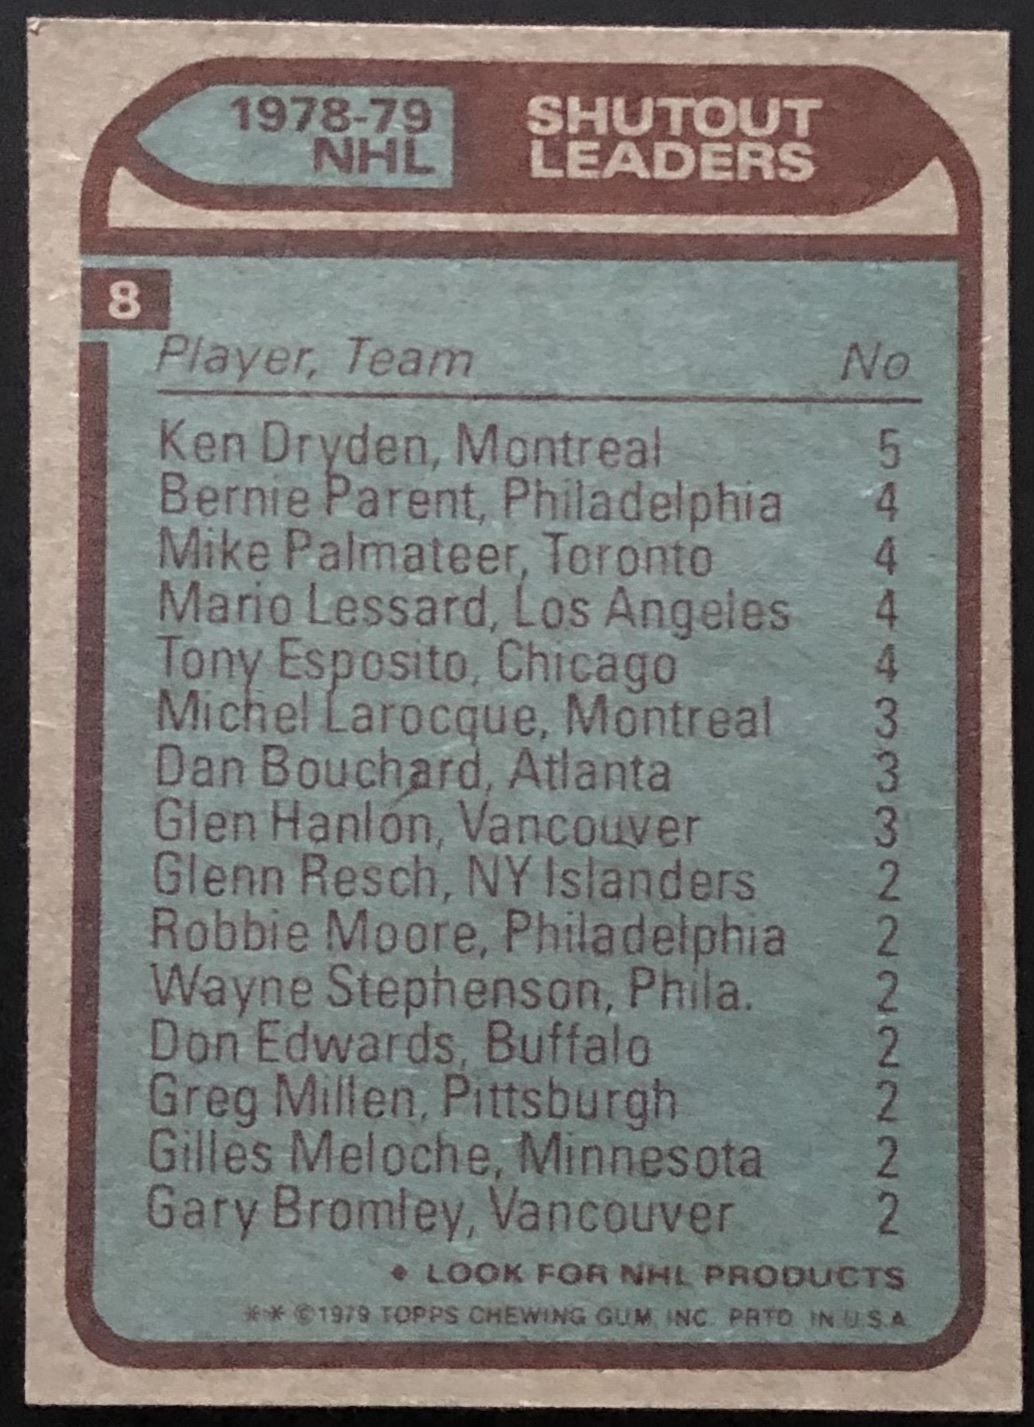 1978-79
NHL
SHUTOUT
LEADERS
8
Player, Team No
Ken Dryden, Montreal 5
Bernie Parent, Philadelphia 4
Mike Palmateer, Toronto 4
Mario Lessard, Los Angeles 4
Tony Esposito, Chicago 4
Michel Larocque, Montreal 3
Dan Bouchard, Atlanta 3
Glen Hanlon, Vancouver 3
Glenn Resch, NY Islanders 2
Robbie Moore, Philadelphia 2
Wayne Stephenson, Phila. 2
Don Edwards, Buffalo 2
Greg Millen, Pittsburgh 2
Gilles Meloche, Minnesota 2
Gary Bromley, Vancouver 2
• LOOK FOR NHL PRODUCTS
** ©1979 TOPPS CHEWING GUM, INC. PRTD. IN U.S.A.